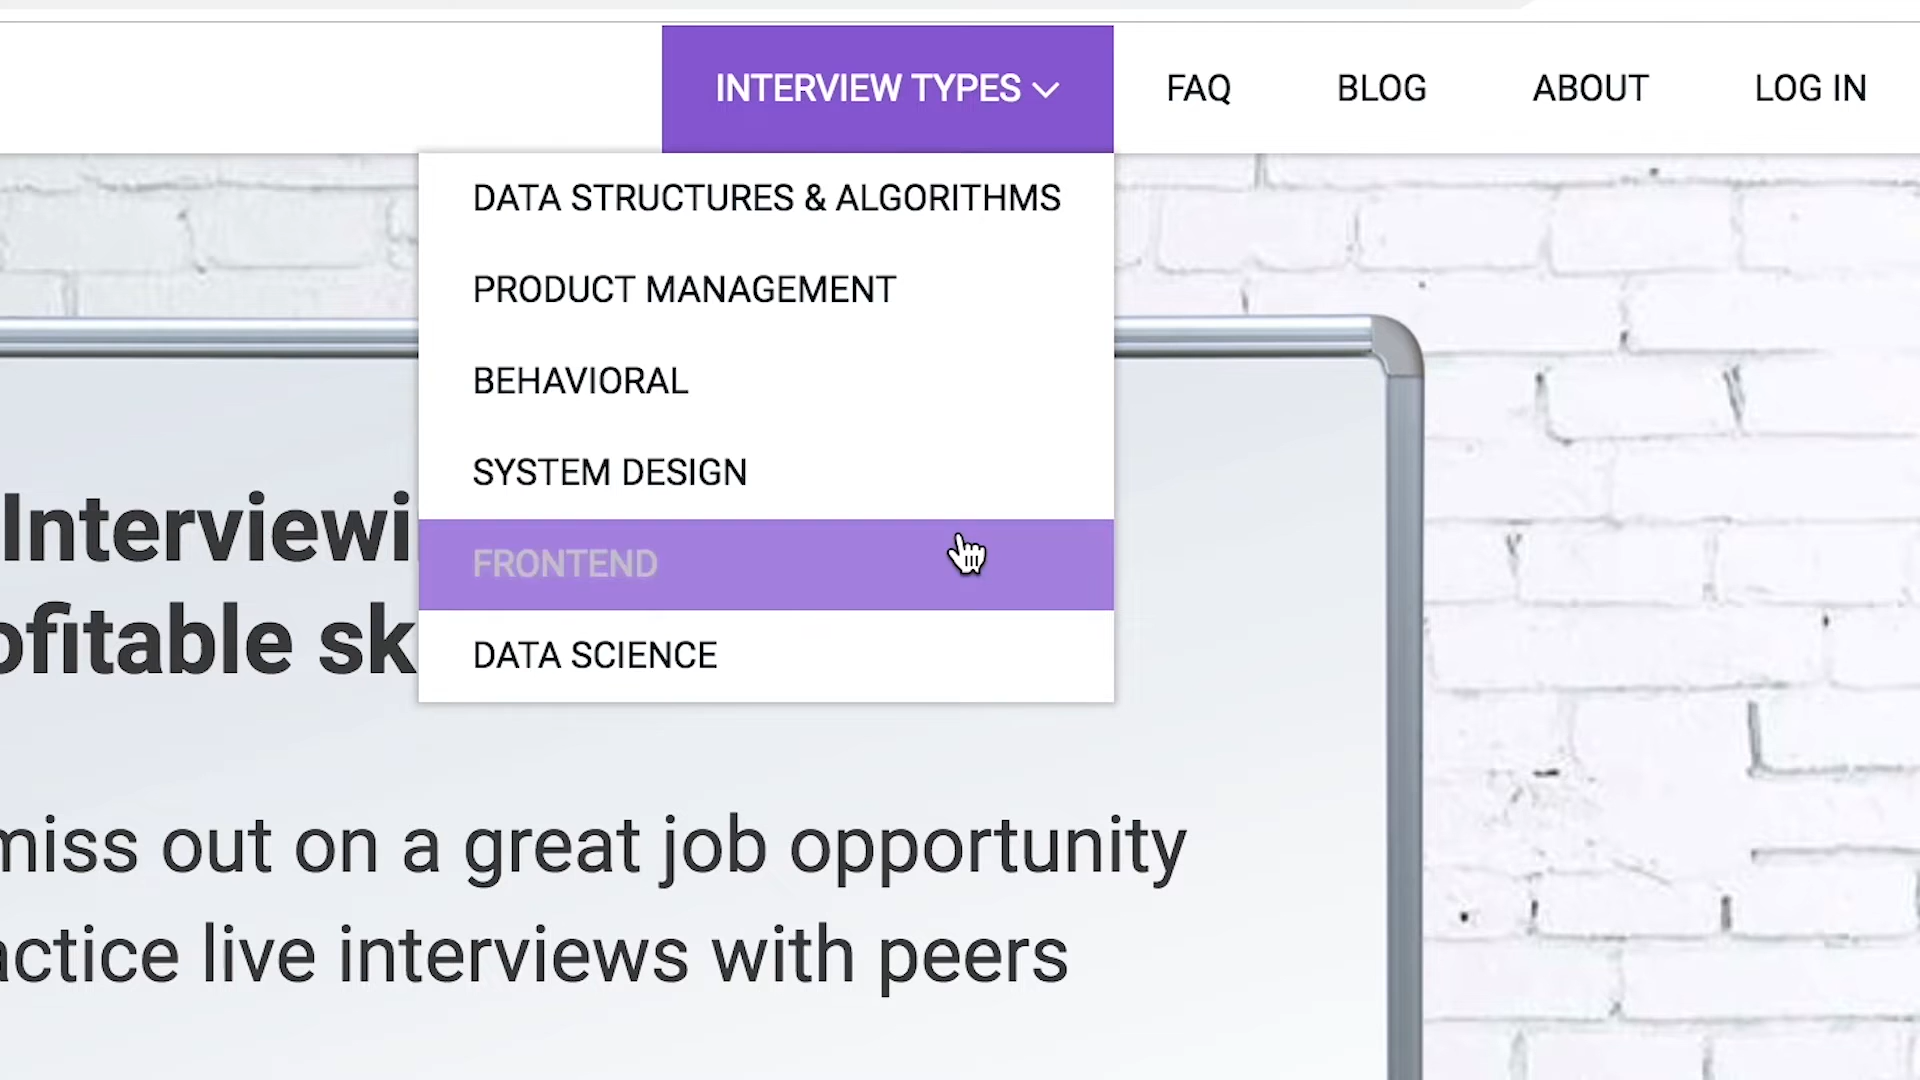 INTERVIEW TYPES FAQ BLOG ABOUT LOG IN
DATA STRUCTURES & ALGORITHMS
PRODUCT MANAGEMENT
BEHAVIORAL
SYSTEM DESIGN
FRONTEND
DATA SCIENCE
Interviewi
ofitable sk
miss out on a great job opportunity
actice live interviews with peers